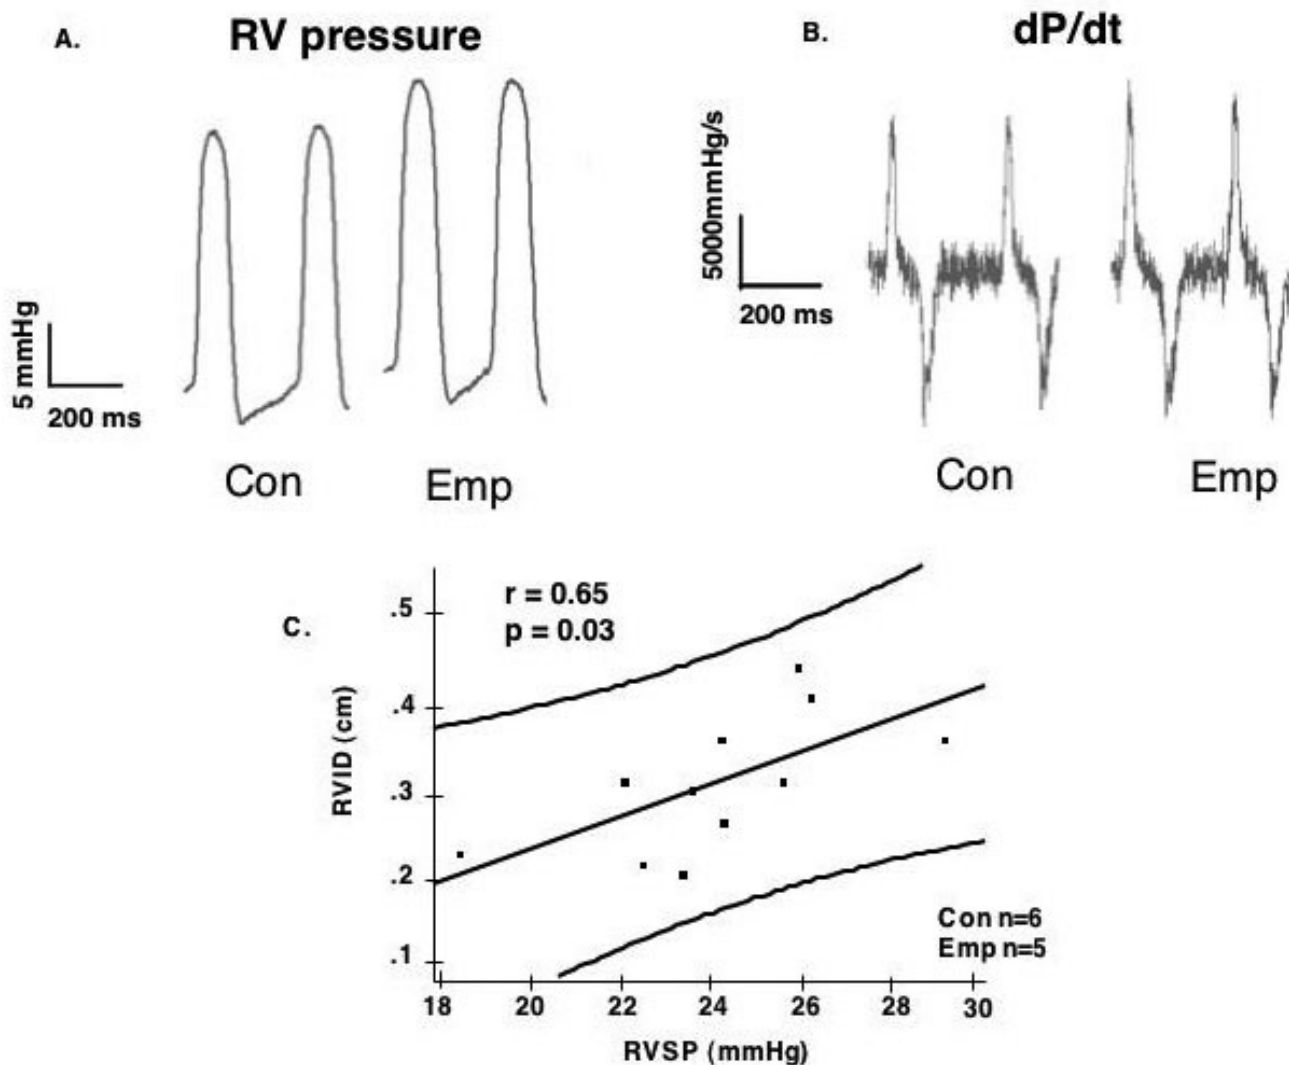 A.
RV pressure
5 mmHg
200 ms
Con
Emp
B.
dP/dt
5000mmHg/s
200 ms
Con
Emp
C.
r = 0.65
p = 0.03
RVID (cm)
.5
.4
.3
.2
.1
Con n=6
Emp n=5
18 20 22 24 26 28 30
RVSP (mmHg)